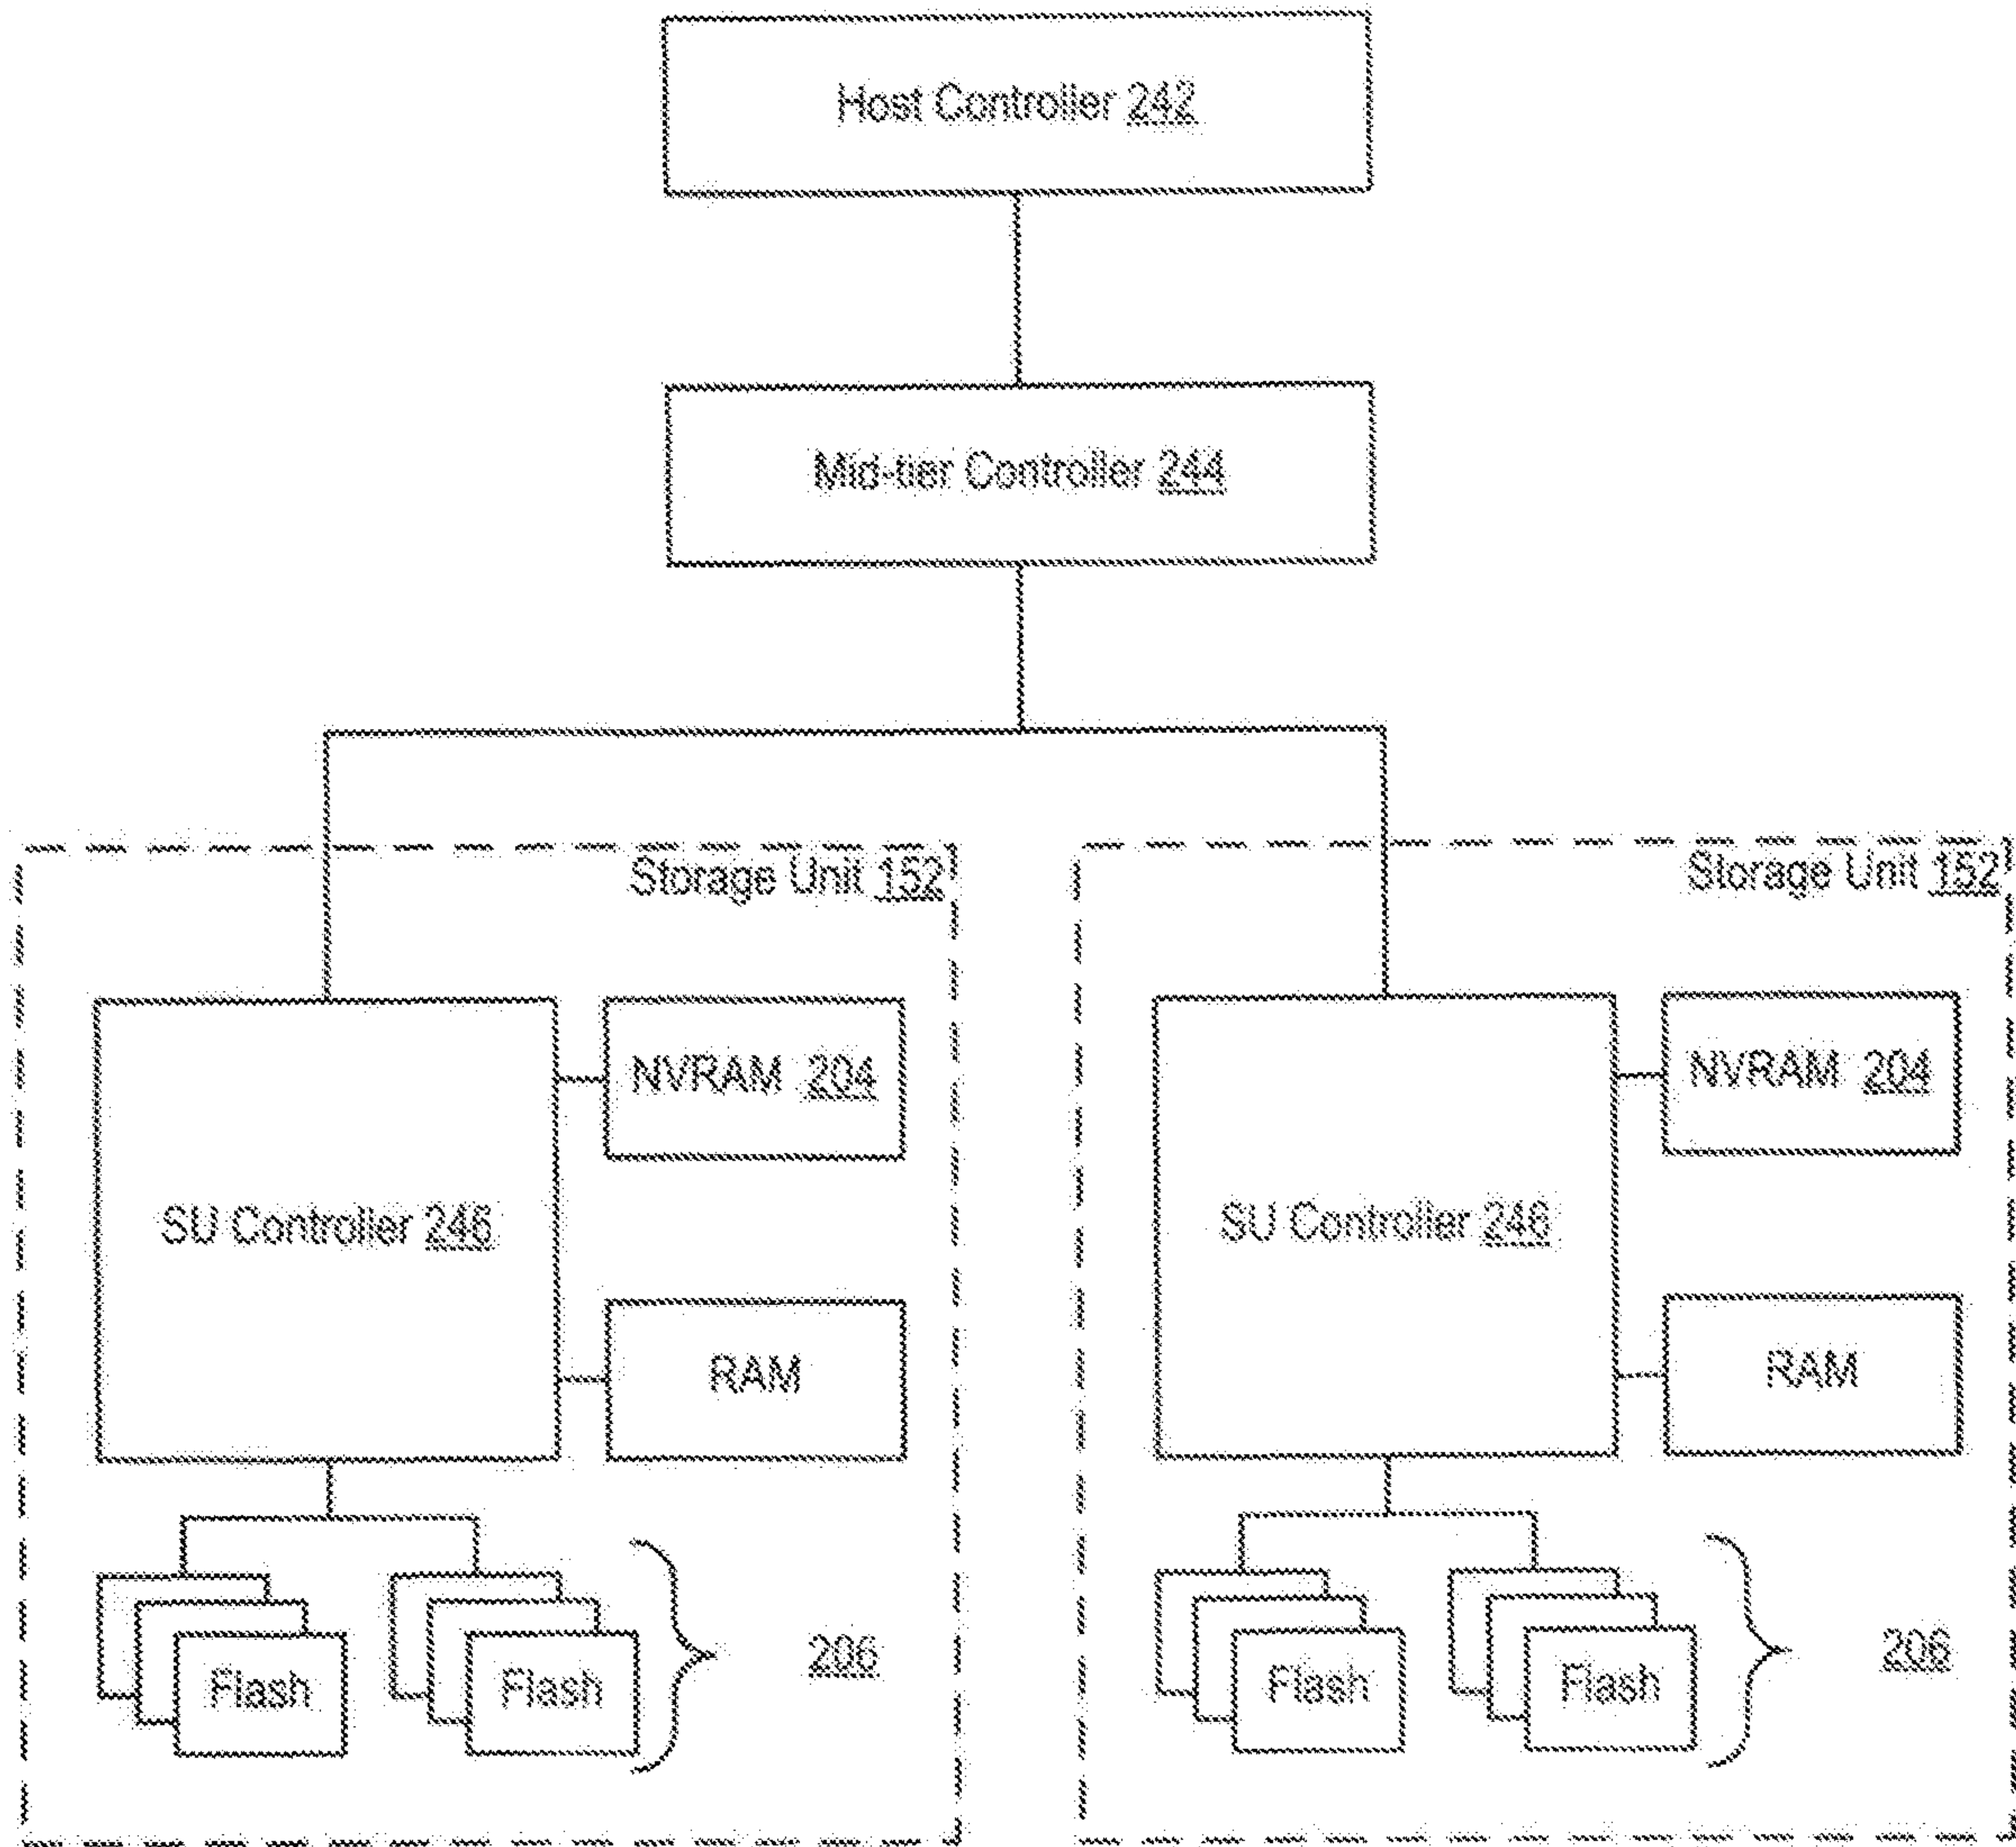 Host Controller 242
Mid-tier Controller 244
Storage Unit 152
Storage Unit 152
NVRAM 204
NVRAM 204
SU Controller 246
SU Controller 246
RAM
RAM
Flash
Flash
206
Flash
Flash
206